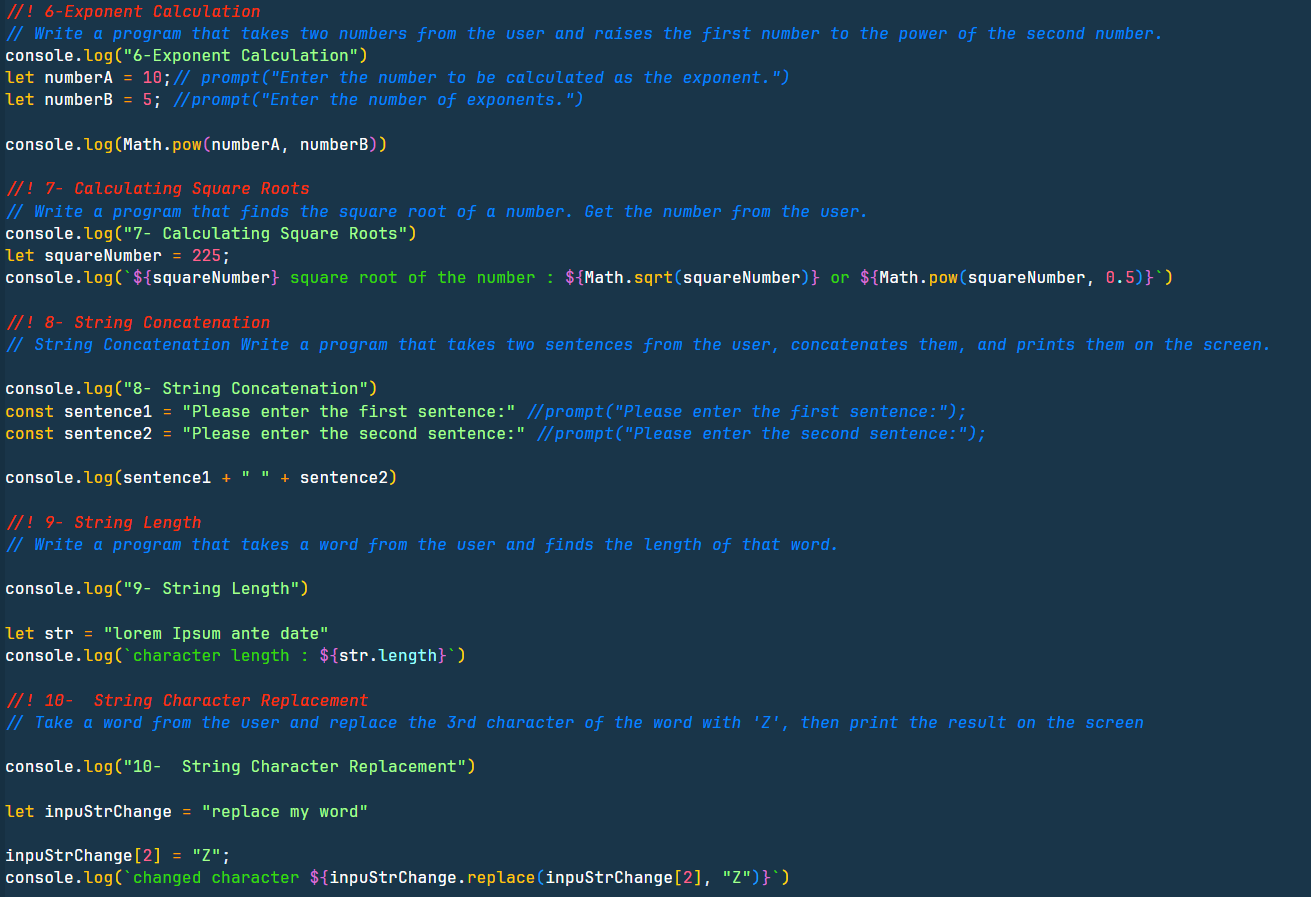 //! 6-Exponent Calculation
// Write a program that takes two numbers from the user and raises the first number to the power of the second number.
console.log("6-Exponent Calculation")
let numberA = 10;// prompt("Enter the number to be calculated as the exponent.")
let numberB = 5; //prompt("Enter the number of exponents.")
console.log(Math.pow(numberA, numberB))
//! 7- Calculating Square Roots
// Write a program that finds the square root of a number. Get the number from the user.
console.log("7- Calculating Square Roots")
let squareNumber = 225;
console.log(`${squareNumber} square root of the number : ${Math.sqrt(squareNumber)} or ${Math.pow(squareNumber, 0.5)}`)
//! 8- String Concatenation
// String Concatenation Write a program that takes two sentences from the user, concatenates them, and prints them on the screen.
console.log("8- String Concatenation")
const sentence1 = "Please enter the first sentence:" //prompt("Please enter the first sentence:");
const sentence2 = "Please enter the second sentence:" //prompt("Please enter the second sentence:");
console.log(sentence1 + " " + sentence2)
//! 9- String Length
// Write a program that takes a word from the user and finds the length of that word.
console.log("9- String Length")
let str = "lorem Ipsum ante date"
console.log(`character length : ${str.length}`)
//! 10-  String Character Replacement
// Take a word from the user and replace the 3rd character of the word with 'Z', then print the result on the screen
console.log("10-  String Character Replacement")
let inpuStrChange = "replace my word"
inpuStrChange[2] = "Z";
console.log(`changed character ${inpuStrChange.replace(inpuStrChange[2], "Z")}`)